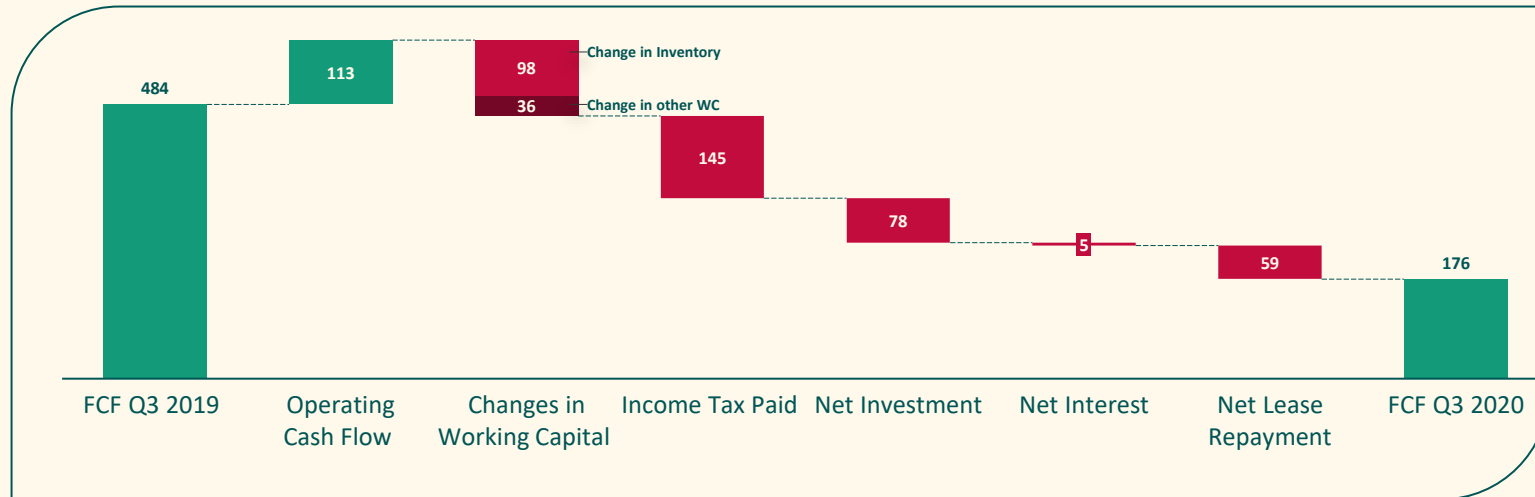 Change in Inventory
113
98
484
36
Change in other WC
145
78
5
59
176
FCF Q3 2019
Operating
Cash Flow
Changes in
Working Capital
Income Tax Paid
Net Investment
Net Interest
Net Lease
Repayment
FCF Q3 2020